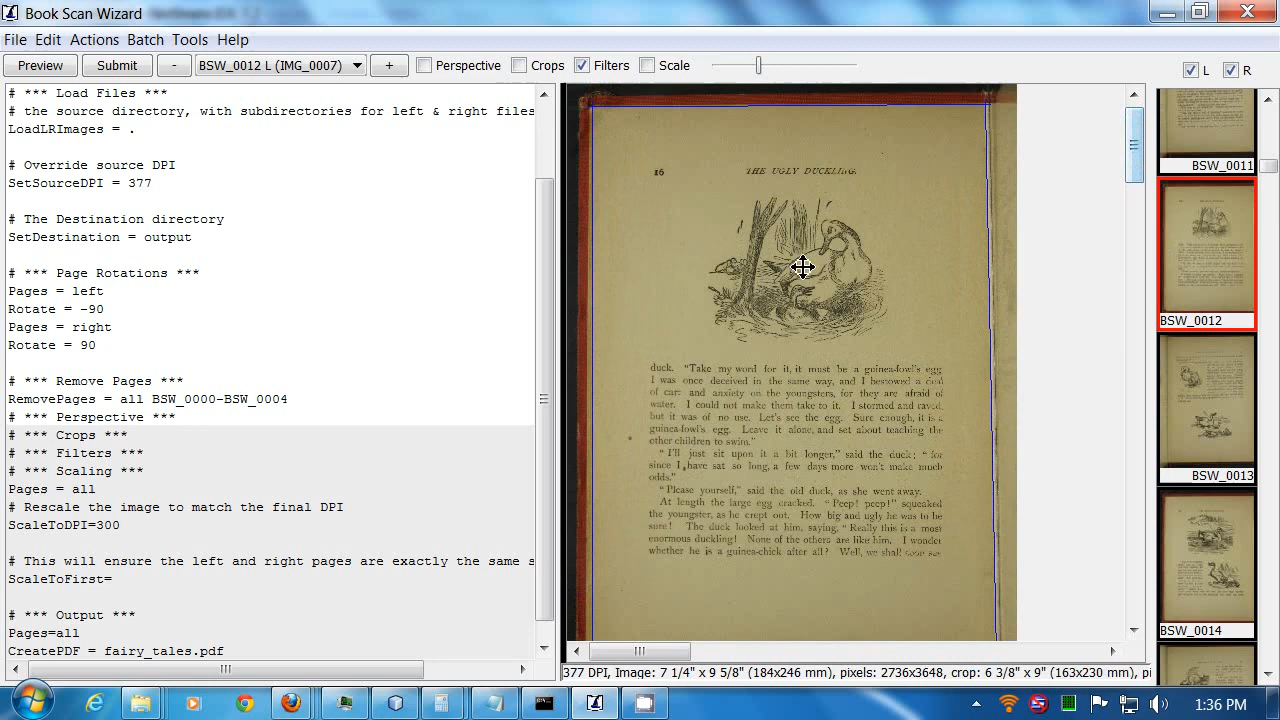 Book Scan Wizard
File Edit Actions Batch Tools Help
Preview Submit - BSW_0012 L (IMG_0007) + Perspective Crops Filters Scale L R
# *** Load Files ***
# the source directory, with subdirectories for left & right files
LoadLRImages = .
# Override source DPI
SetSourceDPI = 377
# The Destination directory
SetDestination = output
# *** Page Rotations ***
Pages = left
Rotate = -90
Pages = right
Rotate = 90
# *** Remove Pages ***
RemovePages = all BSW_0000-BSW_0004
# *** Perspective ***
# *** Crops ***
# *** Filters ***
# *** Scaling ***
Pages = all
# Rescale the image to match the final DPI
ScaleToDPI=300
# This will ensure the left and right pages are exactly the same s
ScaleToFirst=
# *** Output ***
Pages=all
CreatePDF = fairy_tales.pdf
16 THE UGLY DUCKLING.
duck. "Take my word for it, it must be a guinea-fowl's egg
I was once deceived in the same way, and I bestowed a deal
of care and anxiety on the youngsters, for they are afraid of
water. I could not make them take to it. I stormed and raved,
but it was of no use. Let's see the egg. Sure enough, it is a
guinea-fowl's egg. Leave it alone, and set about teaching the
other children to swim."
"I'll just sit upon it a bit longer," said the duck; "for
since I have sat so long, a few days more won't make much
odds."
"Please yourself," said the old duck, as she went away.
At length the large egg cracked. "Peep! peep!" squeaked
the youngster, as he crept out. How big and ugly he was to be
sure! The duck looked at him, saying, "Really this is a most
enormous duckling! None of the others are like him. I wonder
whether he is a guinea-chick after all? Well, we shall soon see
BSW_0011
BSW_0012
BSW_0013
BSW_0014
377 DPI. Image: 7 1/4" x 9 5/8" (184x246 mm), pixels: 2736x3648, crop: 6 3/8" x 9" (163x230 mm), pi
1:36 PM